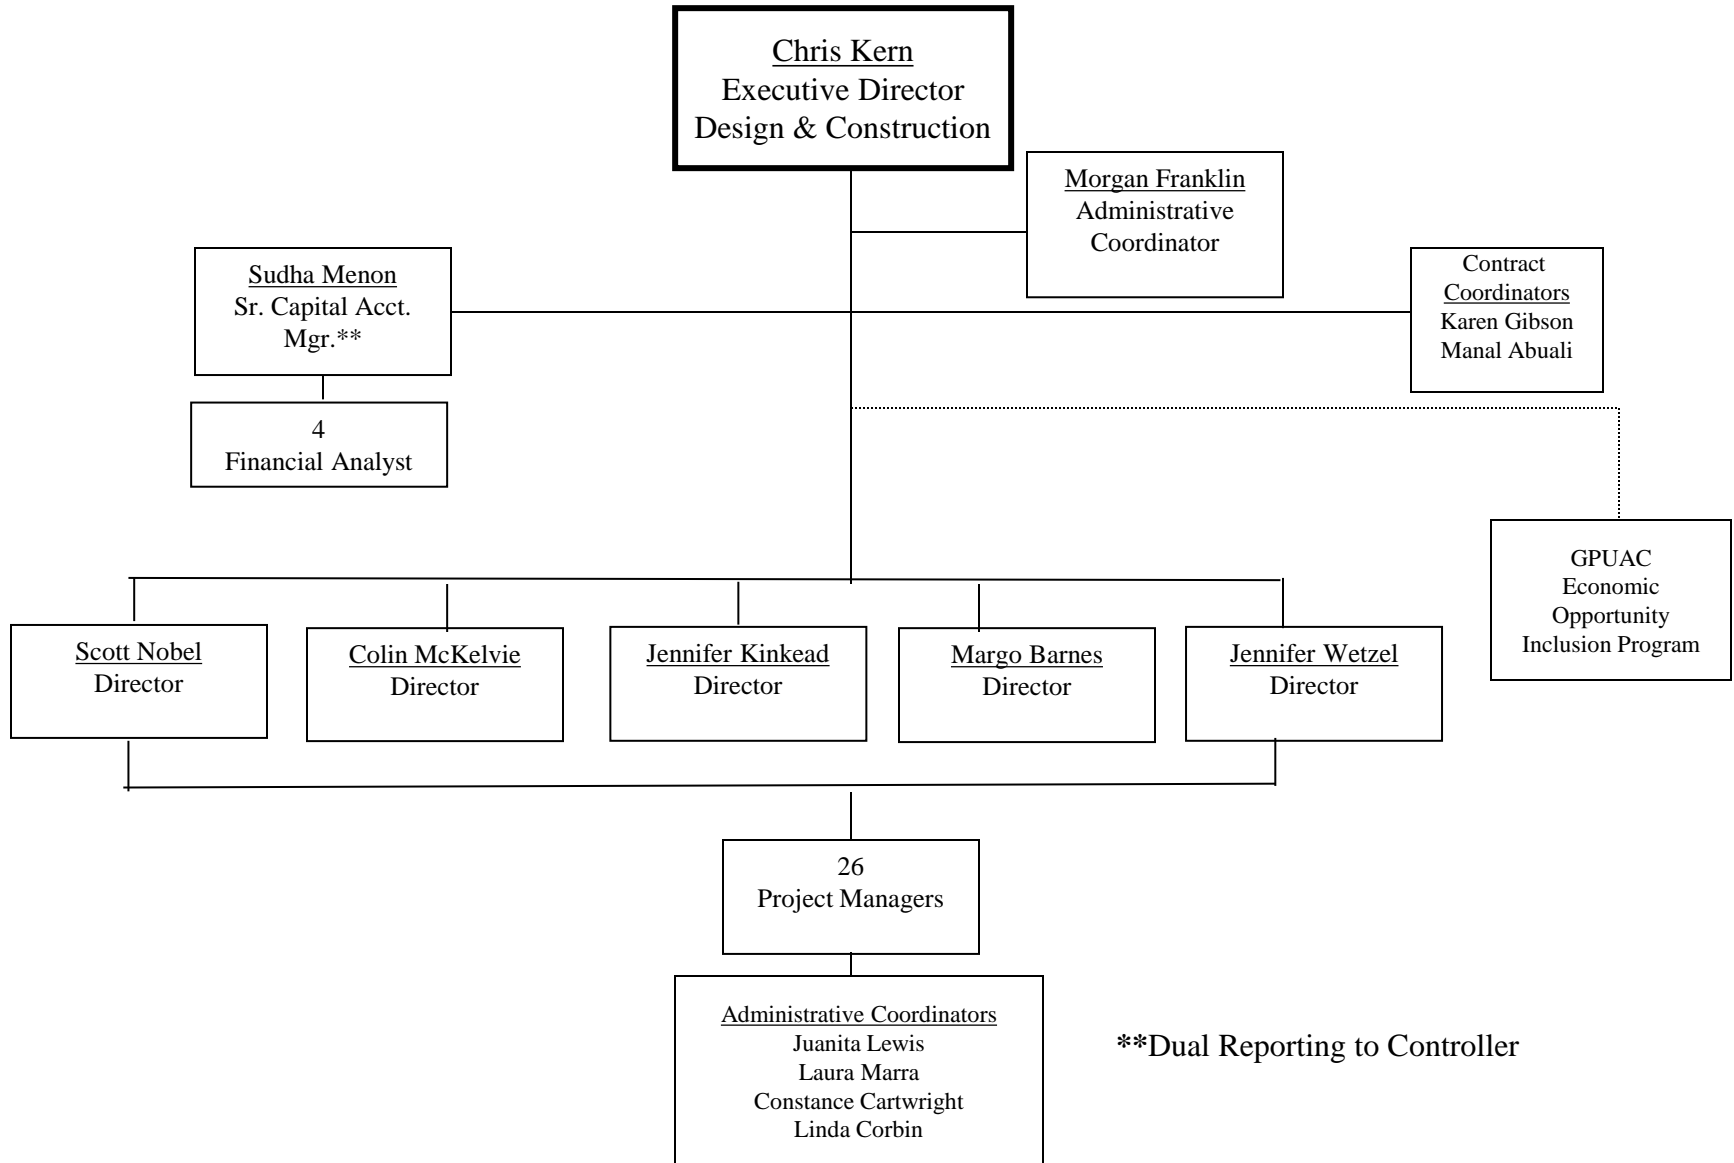 Chris Kern
Executive Director
Design & Construction
Morgan Franklin
Administrative
Coordinator
Sudha Menon
Sr. Capital Acct.
Mgr.**
Contract
Coordinators
Karen Gibson
Manal Abuali
4
Financial Analyst
GPUAC
Economic
Opportunity
Inclusion Program
Scott Nobel
Director
Colin McKelvie
Director
Jennifer Kinkead
Director
Margo Barnes
Director
Jennifer Wetzel
Director
26
Project Managers
Administrative Coordinators
Juanita Lewis
Laura Marra
Constance Cartwright
Linda Corbin
**Dual Reporting to Controller